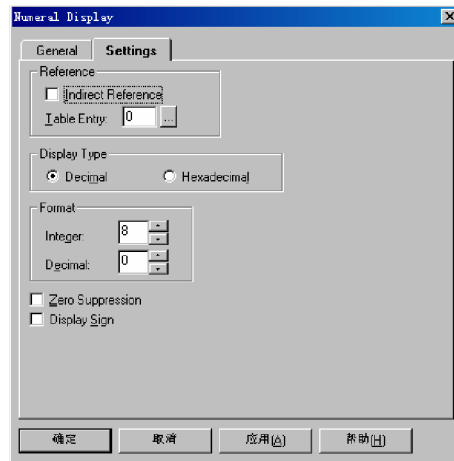 Numeral Display
General Settings
Reference
Indirect Reference
Table Entry: 0 ...
Display Type
Decimal Hexadecimal
Format
Integer: 8
Decimal: 0
Zero Suppression
Display Sign
确定 取消 应用(A) 帮助(H)